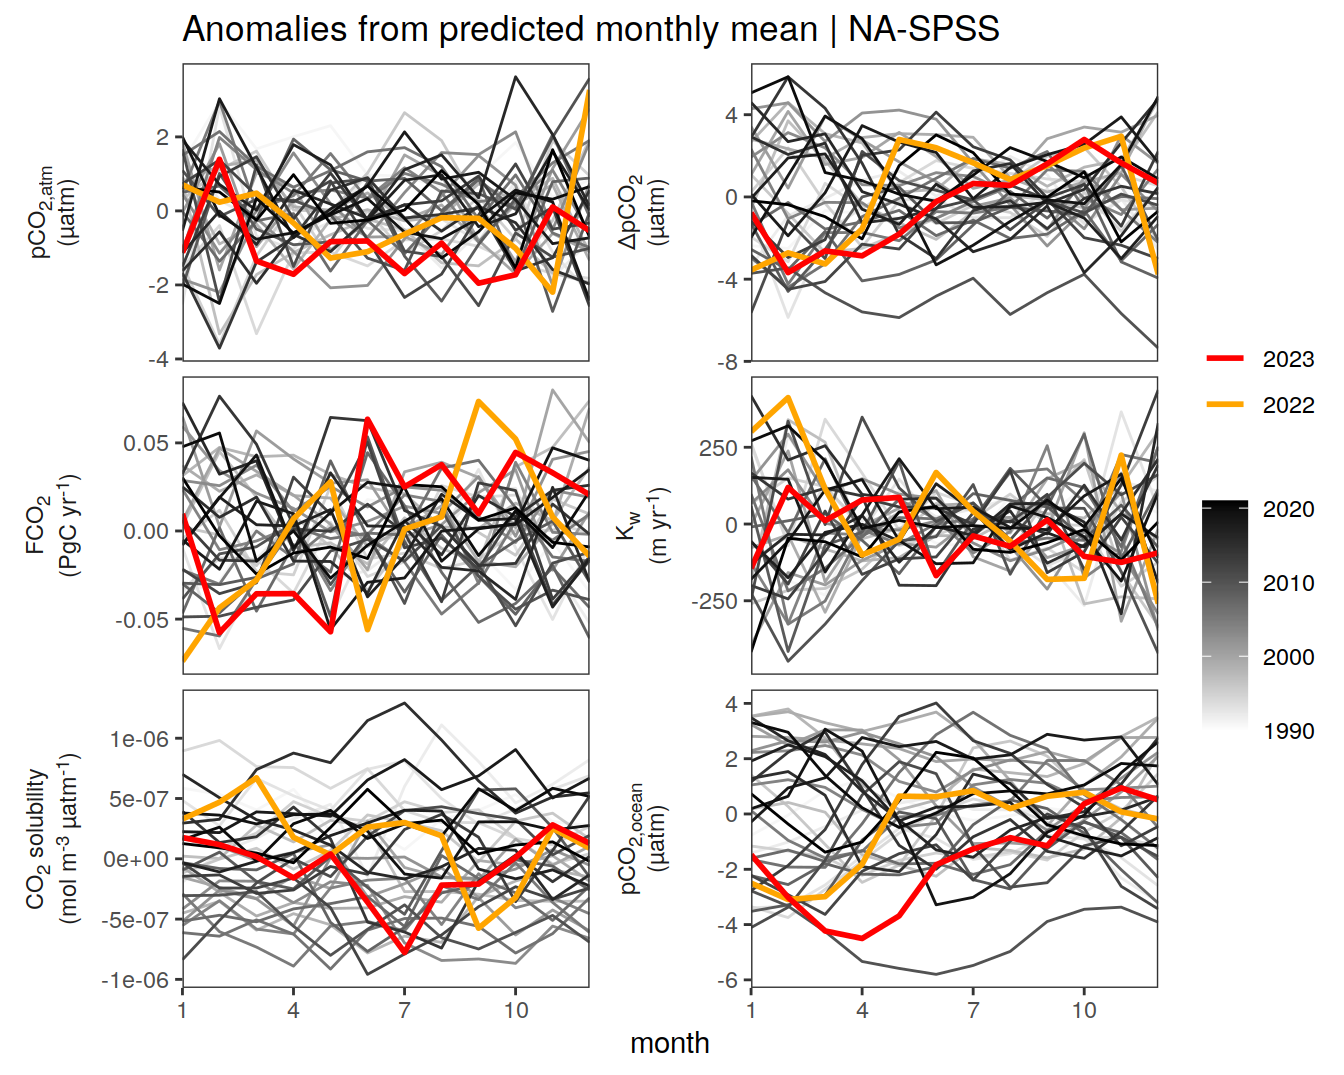 Anomalies from predicted monthly mean | NA-SPSS
pCO2,atm
(µatm)
2
0
-2
-4
ΔpCO2
(µatm)
4
0
-4
-8
FCO2
(PgC yr-1)
0.05
0.00
-0.05
Kw
(m yr-1)
250
0
-250
CO2 solubility
(mol m-3 µatm-1)
1e-06
5e-07
0e+00
-5e-07
-1e-06
1 4 7 10
pCO2,ocean
(µatm)
4
2
0
-2
-4
-6
1 4 7 10
month
2023
2022
2020
2010
2000
1990